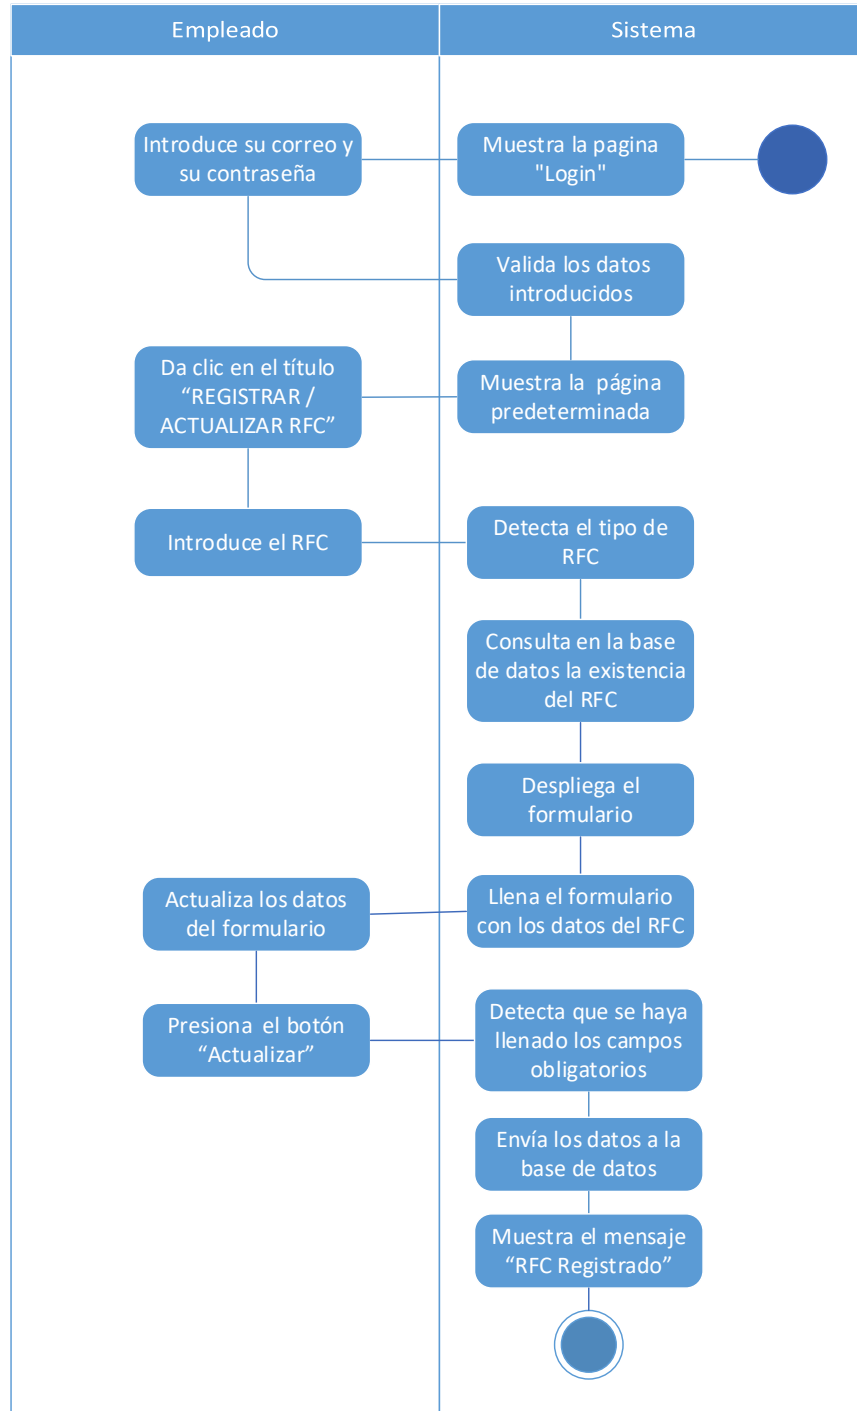 Empleado
Sistema
Introduce su correo y
su contraseña
Muestra la pagina
"Login"
Valida los datos
introducidos
Da clic en el título
“REGISTRAR /
ACTUALIZAR RFC”
Muestra la  página
predeterminada
Introduce el RFC
Detecta el tipo de
RFC
Consulta en la base
de datos la existencia
del RFC
Despliega el
formulario
Actualiza los datos
del formulario
Llena el formulario
con los datos del RFC
Presiona  el botón
“Actualizar”
Detecta que se haya
llenado los campos
obligatorios
Envía los datos a la
base de datos
Muestra el mensaje
“RFC Registrado”